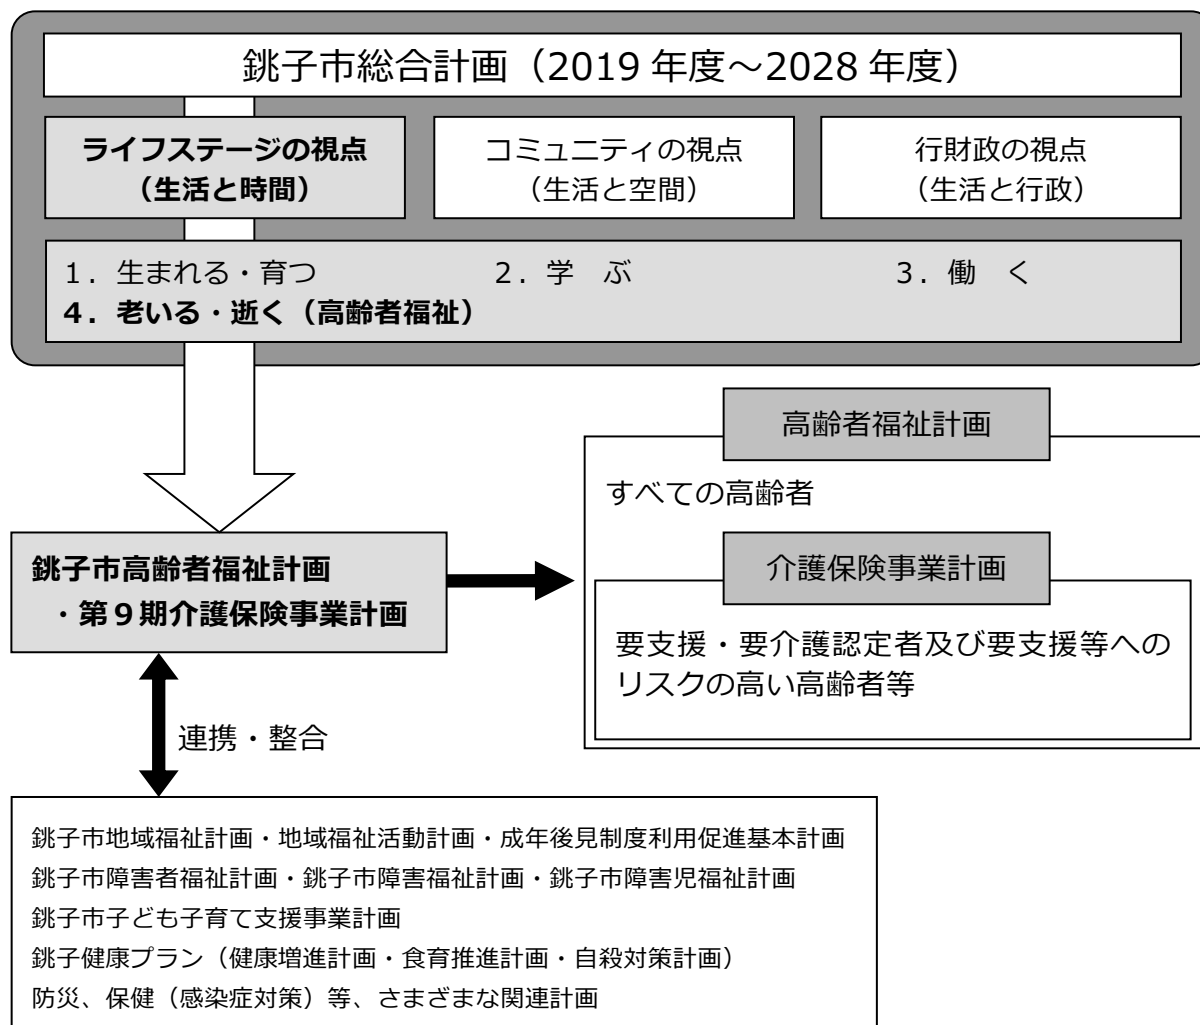 銚子市総合計画（2019 年度～2028 年度）
ライフステージの視点
（生活と時間）
コミュニティの視点
（生活と空間）
行財政の視点
（生活と行政）
１．生まれる・育つ　２．学　ぶ　３．働　く
４．老いる・逝く（高齢者福祉）
高齢者福祉計画
すべての高齢者
銚子市高齢者福祉計画
・第９期介護保険事業計画
介護保険事業計画
要支援・要介護認定者及び要支援等への
リスクの高い高齢者等
連携・整合
銚子市地域福祉計画・地域福祉活動計画・成年後見制度利用促進基本計画
銚子市障害者福祉計画・銚子市障害福祉計画・銚子市障害児福祉計画
銚子市子ども子育て支援事業計画
銚子健康プラン（健康増進計画・食育推進計画・自殺対策計画）
防災、保健（感染症対策）等、さまざまな関連計画